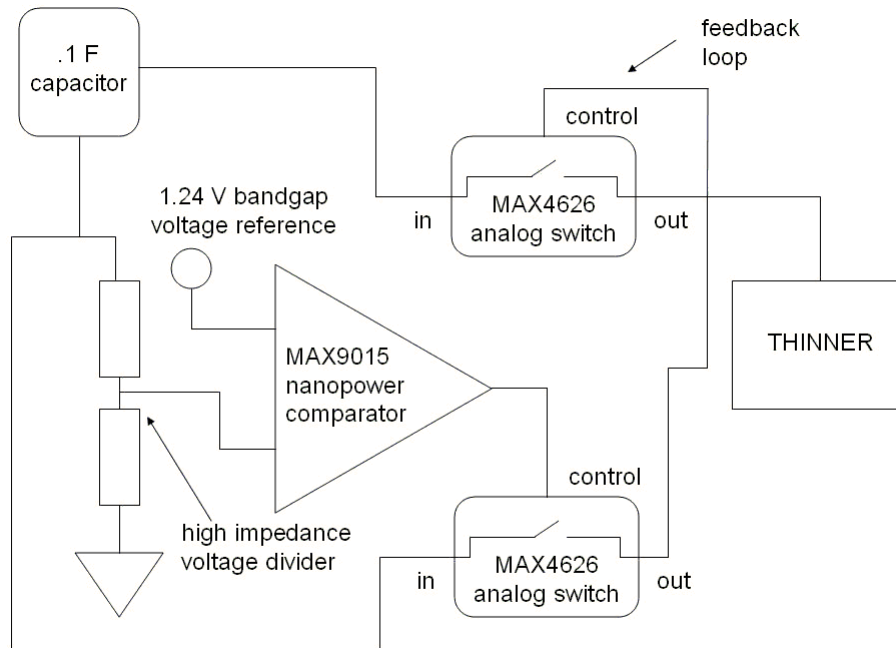 .1 F
capacitor
feedback
loop
control
1.24 V bandgap
voltage reference
in
MAX4626
analog switch
out
MAX9015
nanopower
comparator
THINNER
control
high impedance
voltage divider
in
MAX4626
analog switch
out